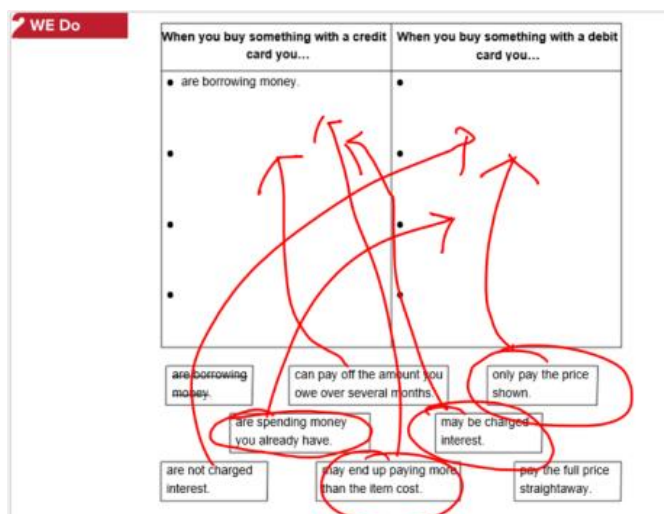 WE Do
When you buy something with a credit
card you...
When you buy something with a debit
card you...
are borrowing money.
are borrowing
money.
can pay off the amount you
owe over several months.
only pay the price
shown.
are spending money
you already have.
may be charged
interest.
are not charged
interest.
may end up paying more
than the item cost.
pay the full price
straightaway.